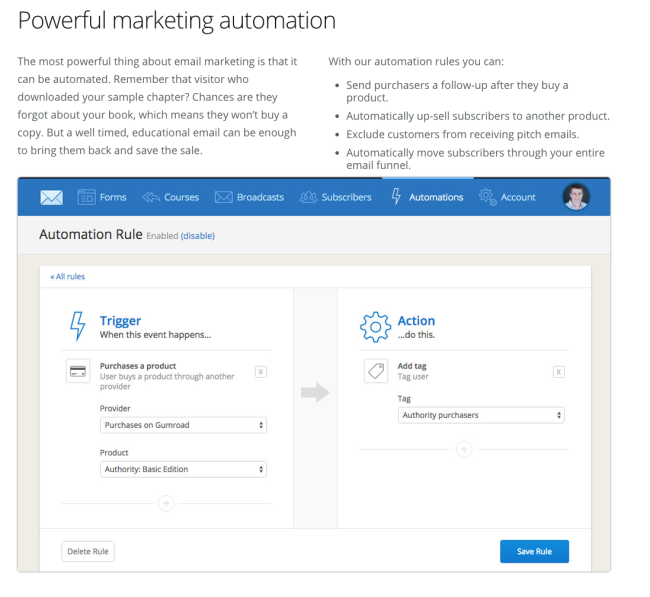 Powerful marketing automation
The most powerful thing about email marketing is that it
can be automated. Remember that visitor who
downloaded your sample chapter? Chances are they
forgot about your book, which means they won't buy a
copy. But a well timed, educational email can be enough
to bring them back and save the sale.
With our automation rules you can:
• Send purchasers a follow-up after they buy a
product.
• Automatically up-sell subscribers to another product.
• Exclude customers from receiving pitch emails.
• Automatically move subscribers through your entire
email funnel.
Forms Courses Broadcasts Subscribers Automations Account
Automation Rule Enabled (disable)
« All rules
Trigger
When this event happens...
Purchases a product
User buys a product through another
provider
X
Provider
Purchases on Gumroad
Product
Authority: Basic Edition
+
Action
...do this.
Add tag
Tag user
X
Tag
Authority purchasers
+
Delete Rule
Save Rule